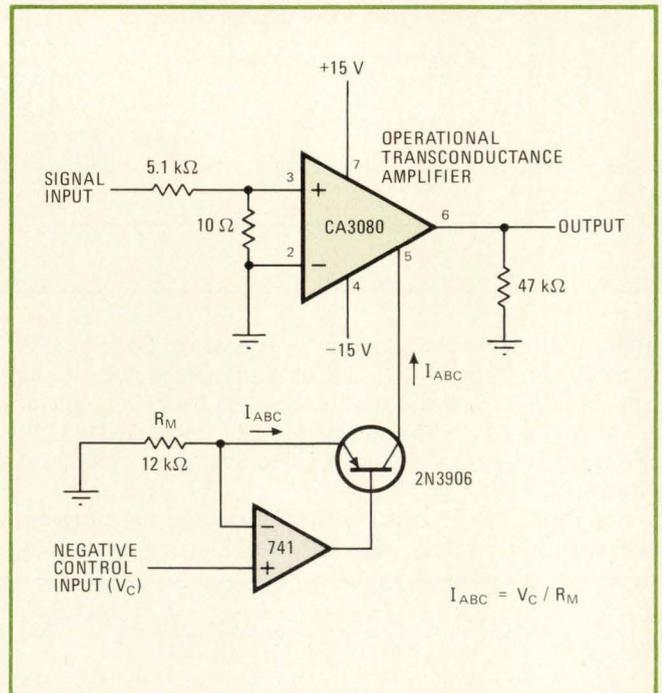 +15 V
OPERATIONAL
TRANSCONDUCTANCE
AMPLIFIER
5.1 kΩ
7
SIGNAL
INPUT
3
+
10 Ω
CA3080
6
OUTPUT
2
−
5
4
47 kΩ
−15 V
I_ABC
I_ABC
R_M
12 kΩ
2N3906
−
741
NEGATIVE
CONTROL
INPUT (V_C)
+
I_ABC = V_C / R_M